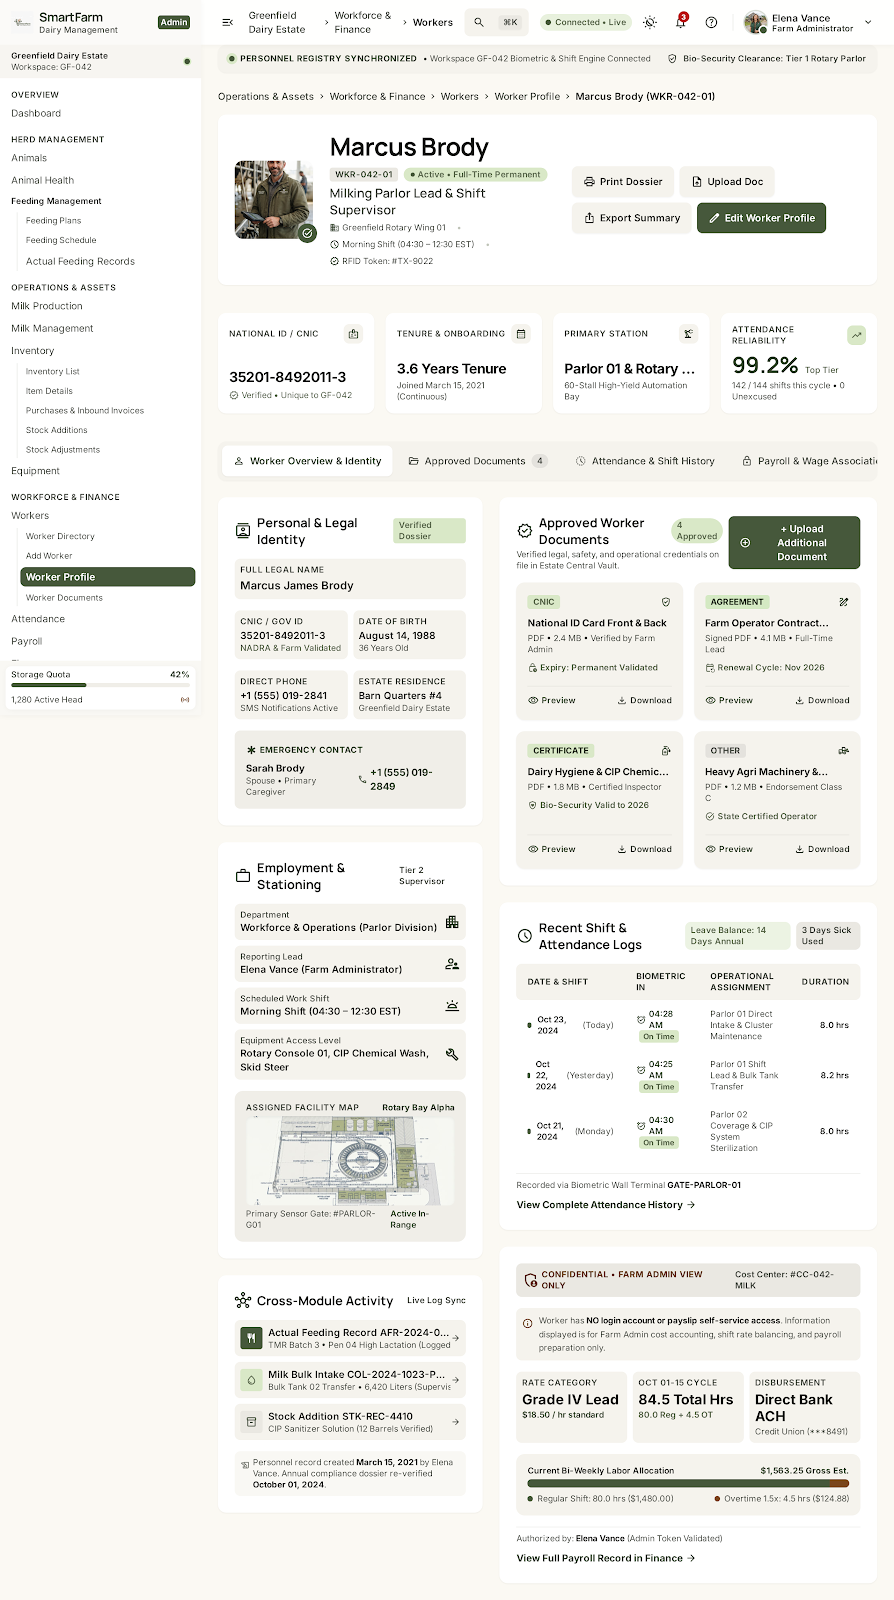 SmartFarm
Dairy Management
Admin
Greenfield Dairy Estate
Workspace: GF-042
OVERVIEW
Dashboard
HERD MANAGEMENT
Animals
Animal Health
Feeding Management
Feeding Plans
Feeding Schedule
Actual Feeding Records
OPERATIONS & ASSETS
Milk Production
Milk Management
Inventory
Inventory List
Item Details
Purchases & Inbound Invoices
Stock Additions
Stock Adjustments
Equipment
WORKFORCE & FINANCE
Workers
Worker Directory
Add Worker
Worker Profile
Worker Documents
Attendance
Payroll
Storage Quota 42%
1,280 Active Head
Greenfield Dairy Estate › Workforce & Finance › Workers
⌘K
Connected • Live
3
Elena Vance
Farm Administrator
PERSONNEL REGISTRY SYNCHRONIZED • Workspace GF-042 Biometric & Shift Engine Connected
Bio-Security Clearance: Tier 1 Rotary Parlor
Operations & Assets › Workforce & Finance › Workers › Worker Profile › Marcus Brody (WKR-042-01)
Marcus Brody
WKR-042-01 • Active • Full-Time Permanent
Milking Parlor Lead & Shift
Supervisor
Greenfield Rotary Wing 01 •
Morning Shift (04:30 – 12:30 EST) •
RFID Token: #TX-9022
Print Dossier
Upload Doc
Export Summary
Edit Worker Profile
NATIONAL ID / CNIC
35201-8492011-3
Verified • Unique to GF-042
TENURE & ONBOARDING
3.6 Years Tenure
Joined March 15, 2021
(Continuous)
PRIMARY STATION
Parlor 01 & Rotary ...
60-Stall High-Yield Automation
Bay
ATTENDANCE
RELIABILITY
99.2% Top Tier
142 / 144 shifts this cycle • 0
Unexcused
Worker Overview & Identity
Approved Documents 4
Attendance & Shift History
Payroll & Wage Associati
Personal & Legal
Identity
Verified
Dossier
FULL LEGAL NAME
Marcus James Brody
CNIC / GOV ID
35201-8492011-3
NADRA & Farm Validated
DATE OF BIRTH
August 14, 1988
36 Years Old
DIRECT PHONE
+1 (555) 019-2841
SMS Notifications Active
ESTATE RESIDENCE
Barn Quarters #4
Greenfield Dairy Estate
EMERGENCY CONTACT
Sarah Brody
Spouse • Primary
Caregiver
+1 (555) 019-
2849
Employment &
Stationing
Tier 2
Supervisor
Department
Workforce & Operations (Parlor Division)
Reporting Lead
Elena Vance (Farm Administrator)
Scheduled Work Shift
Morning Shift (04:30 – 12:30 EST)
Equipment Access Level
Rotary Console 01, CIP Chemical Wash,
Skid Steer
ASSIGNED FACILITY MAP Rotary Bay Alpha
Primary Sensor Gate: #PARLOR-
G01
Active In-
Range
Cross-Module Activity Live Log Sync
Actual Feeding Record AFR-2024-0...
TMR Batch 3 • Pen 04 High Lactation (Logged
Milk Bulk Intake COL-2024-1023-P...
Bulk Tank 02 Transfer • 6,420 Liters (Supervis
Stock Addition STK-REC-4410
CIP Sanitizer Solution (12 Barrels Verified)
Personnel record created March 15, 2021 by Elena
Vance. Annual compliance dossier re-verified
October 01, 2024.
Approved Worker
Documents
4
Approved
Verified legal, safety, and operational credentials on
file in Estate Central Vault.
+ Upload
Additional
Document
CNIC
National ID Card Front & Back
PDF • 2.4 MB • Verified by Farm
Admin
Expiry: Permanent Validated
Preview Download
AGREEMENT
Farm Operator Contract...
Signed PDF • 4.1 MB • Full-Time
Lead
Renewal Cycle: Nov 2026
Preview Download
CERTIFICATE
Dairy Hygiene & CIP Chemic...
PDF • 1.8 MB • Certified Inspector
Bio-Security Valid to 2026
Preview Download
OTHER
Heavy Agri Machinery &...
PDF • 1.2 MB • Endorsement Class
C
State Certified Operator
Preview Download
Recent Shift &
Attendance Logs
Leave Balance: 14
Days Annual
3 Days Sick
Used
DATE & SHIFT
BIOMETRIC
IN
OPERATIONAL
ASSIGNMENT
DURATION
Oct 23,
2024
(Today)
04:28
AM
On Time
Parlor 01 Direct
Intake & Cluster
Maintenance
8.0 hrs
Oct
22,
2024
(Yesterday)
04:25
AM
On Time
Parlor 01 Shift
Lead & Bulk Tank
Transfer
8.2 hrs
Oct 21,
2024
(Monday)
04:30
AM
On Time
Parlor 02
Coverage & CIP
System
Sterilization
8.0 hrs
Recorded via Biometric Wall Terminal GATE-PARLOR-01
View Complete Attendance History →
CONFIDENTIAL • FARM ADMIN VIEW
ONLY
Cost Center: #CC-042-
MILK
Worker has NO login account or payslip self-service access. Information
displayed is for Farm Admin cost accounting, shift rate balancing, and payroll
preparation only.
RATE CATEGORY
Grade IV Lead
$18.50 / hr standard
OCT 01-15 CYCLE
84.5 Total Hrs
80.0 Reg + 4.5 OT
DISBURSEMENT
Direct Bank
ACH
Credit Union (***8491)
Current Bi-Weekly Labor Allocation $1,563.25 Gross Est.
Regular Shift: 80.0 hrs ($1,480.00)
Overtime 1.5x: 4.5 hrs ($124.88)
Authorized by: Elena Vance (Admin Token Validated)
View Full Payroll Record in Finance →